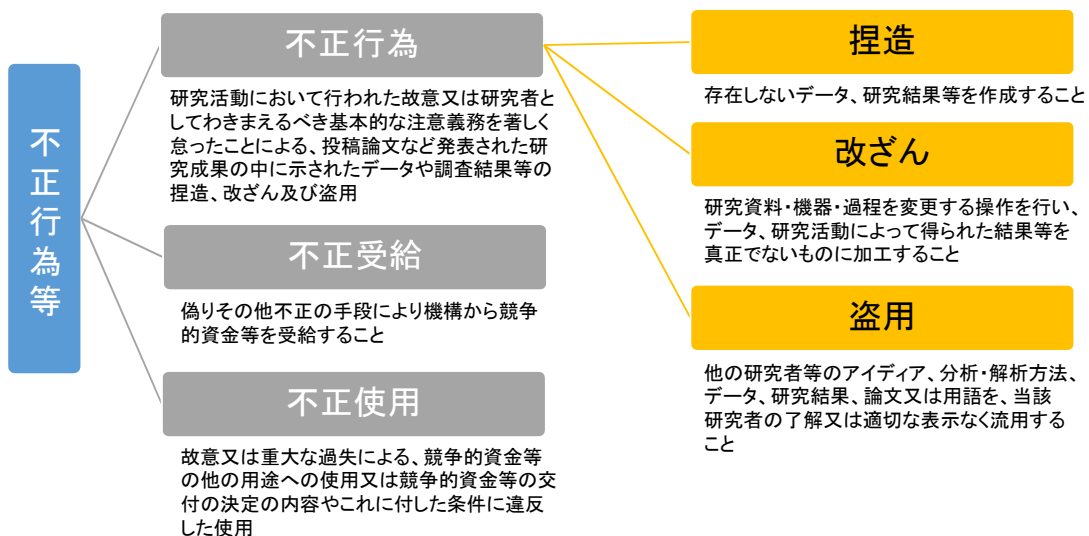 不正行為等
不正行為
研究活動において行われた故意又は研究者と
してわきまえるべき基本的な注意義務を著しく
怠ったことによる、投稿論文など発表された研
究成果の中に示されたデータや調査結果等の
捏造、改ざん及び盗用
不正受給
偽りその他不正の手段により機構から競争
的資金等を受給すること
不正使用
故意又は重大な過失による、競争的資金等
の他の用途への使用又は競争的資金等の交
付の決定の内容やこれに付した条件に違反
した使用
捏造
存在しないデータ、研究結果等を作成すること
改ざん
研究資料・機器・過程を変更する操作を行い、
データ、研究活動によって得られた結果等を
真正でないものに加工すること
盗用
他の研究者等のアイディア、分析・解析方法、
データ、研究結果、論文又は用語を、当該
研究者の了解又は適切な表示なく流用する
こと